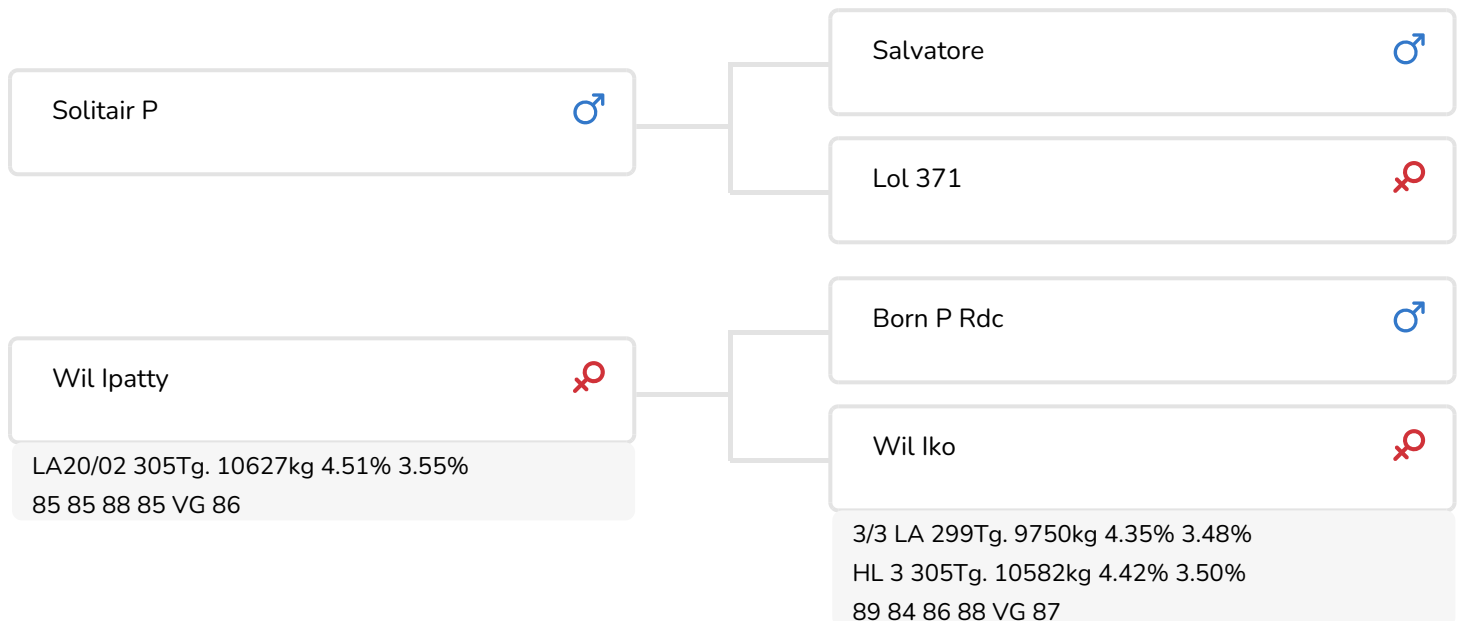 Solitair P
Salvatore
Lol 371
Wil Ipatty
LA20/02 305Tg. 10627kg 4.51% 3.55%
85 85 88 85 VG 86
Born P Rdc
Wil Iko
3/3 LA 299Tg. 9750kg 4.35% 3.48%
HL 3 305Tg. 10582kg 4.42% 3.50%
89 84 86 88 VG 87